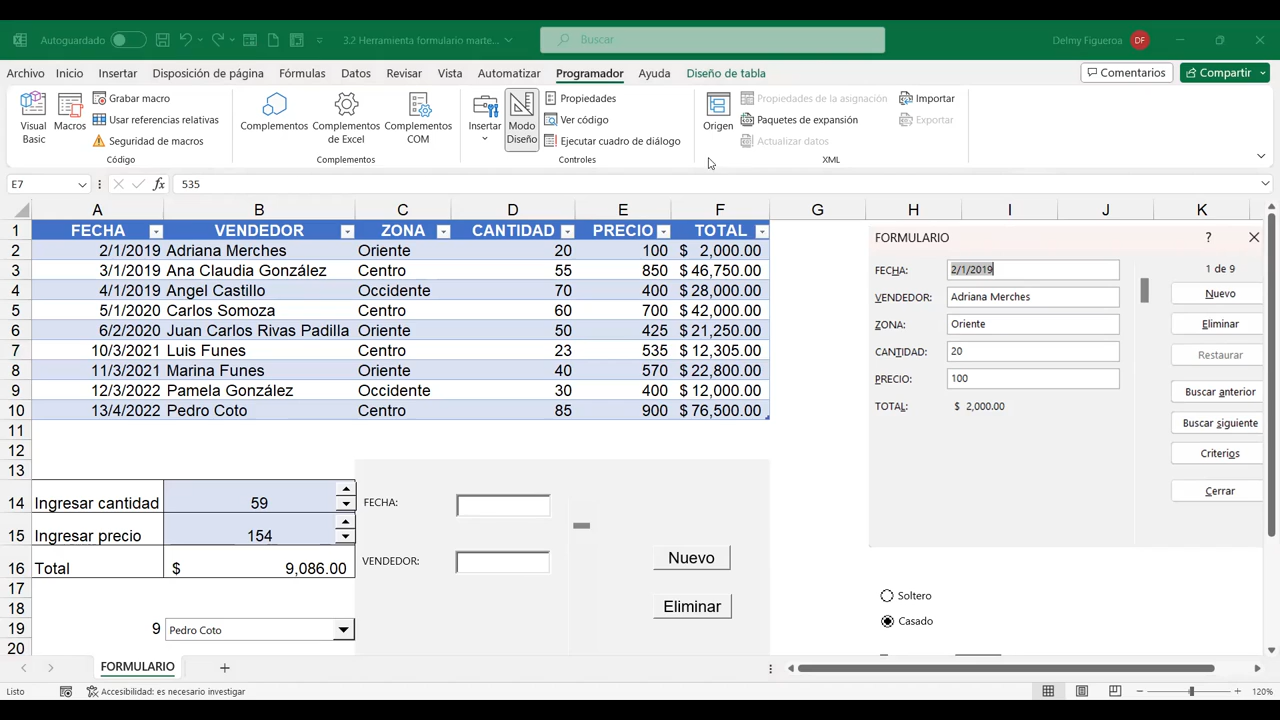 Autoguardado
3.2 Herramienta formulario marte...
Buscar
Delmy Figueroa DF
Archivo Inicio Insertar Disposición de página Fórmulas Datos Revisar Vista Automatizar Programador Ayuda Diseño de tabla
Comentarios Compartir
Visual Basic
Macros
Grabar macro
Usar referencias relativas
Seguridad de macros
Código
Complementos
Complementos de Excel
Complementos COM
Complementos
Insertar
Modo Diseño
Propiedades
Ver código
Ejecutar cuadro de diálogo
Controles
Origen
Propiedades de la asignación
Paquetes de expansión
Actualizar datos
Importar
Exportar
XML
E7 fx 535
A B C D E F G H I J K
1 FECHA VENDEDOR ZONA CANTIDAD PRECIO TOTAL
2 2/1/2019 Adriana Merches Oriente 20 100 $ 2,000.00
3 3/1/2019 Ana Claudia González Centro 55 850 $ 46,750.00
4 4/1/2019 Angel Castillo Occidente 70 400 $ 28,000.00
5 5/1/2020 Carlos Somoza Centro 60 700 $ 42,000.00
6 6/2/2020 Juan Carlos Rivas Padilla Oriente 50 425 $ 21,250.00
7 10/3/2021 Luis Funes Centro 23 535 $ 12,305.00
8 11/3/2021 Marina Funes Oriente 40 570 $ 22,800.00
9 12/3/2022 Pamela González Occidente 30 400 $ 12,000.00
10 13/4/2022 Pedro Coto Centro 85 900 $ 76,500.00
11
12
13
14 Ingresar cantidad 59
15 Ingresar precio 154
16 Total $ 9,086.00
17
18
19 9 Pedro Coto
20
FECHA:
VENDEDOR:
Nuevo
Eliminar
FORMULARIO ?
FECHA: 2/1/2019
VENDEDOR: Adriana Merches
ZONA: Oriente
CANTIDAD: 20
PRECIO: 100
TOTAL: $ 2,000.00
1 de 9
Nuevo
Eliminar
Restaurar
Buscar anterior
Buscar siguiente
Criterios
Cerrar
Soltero
Casado
FORMULARIO
Listo
Accesibilidad: es necesario investigar
120%